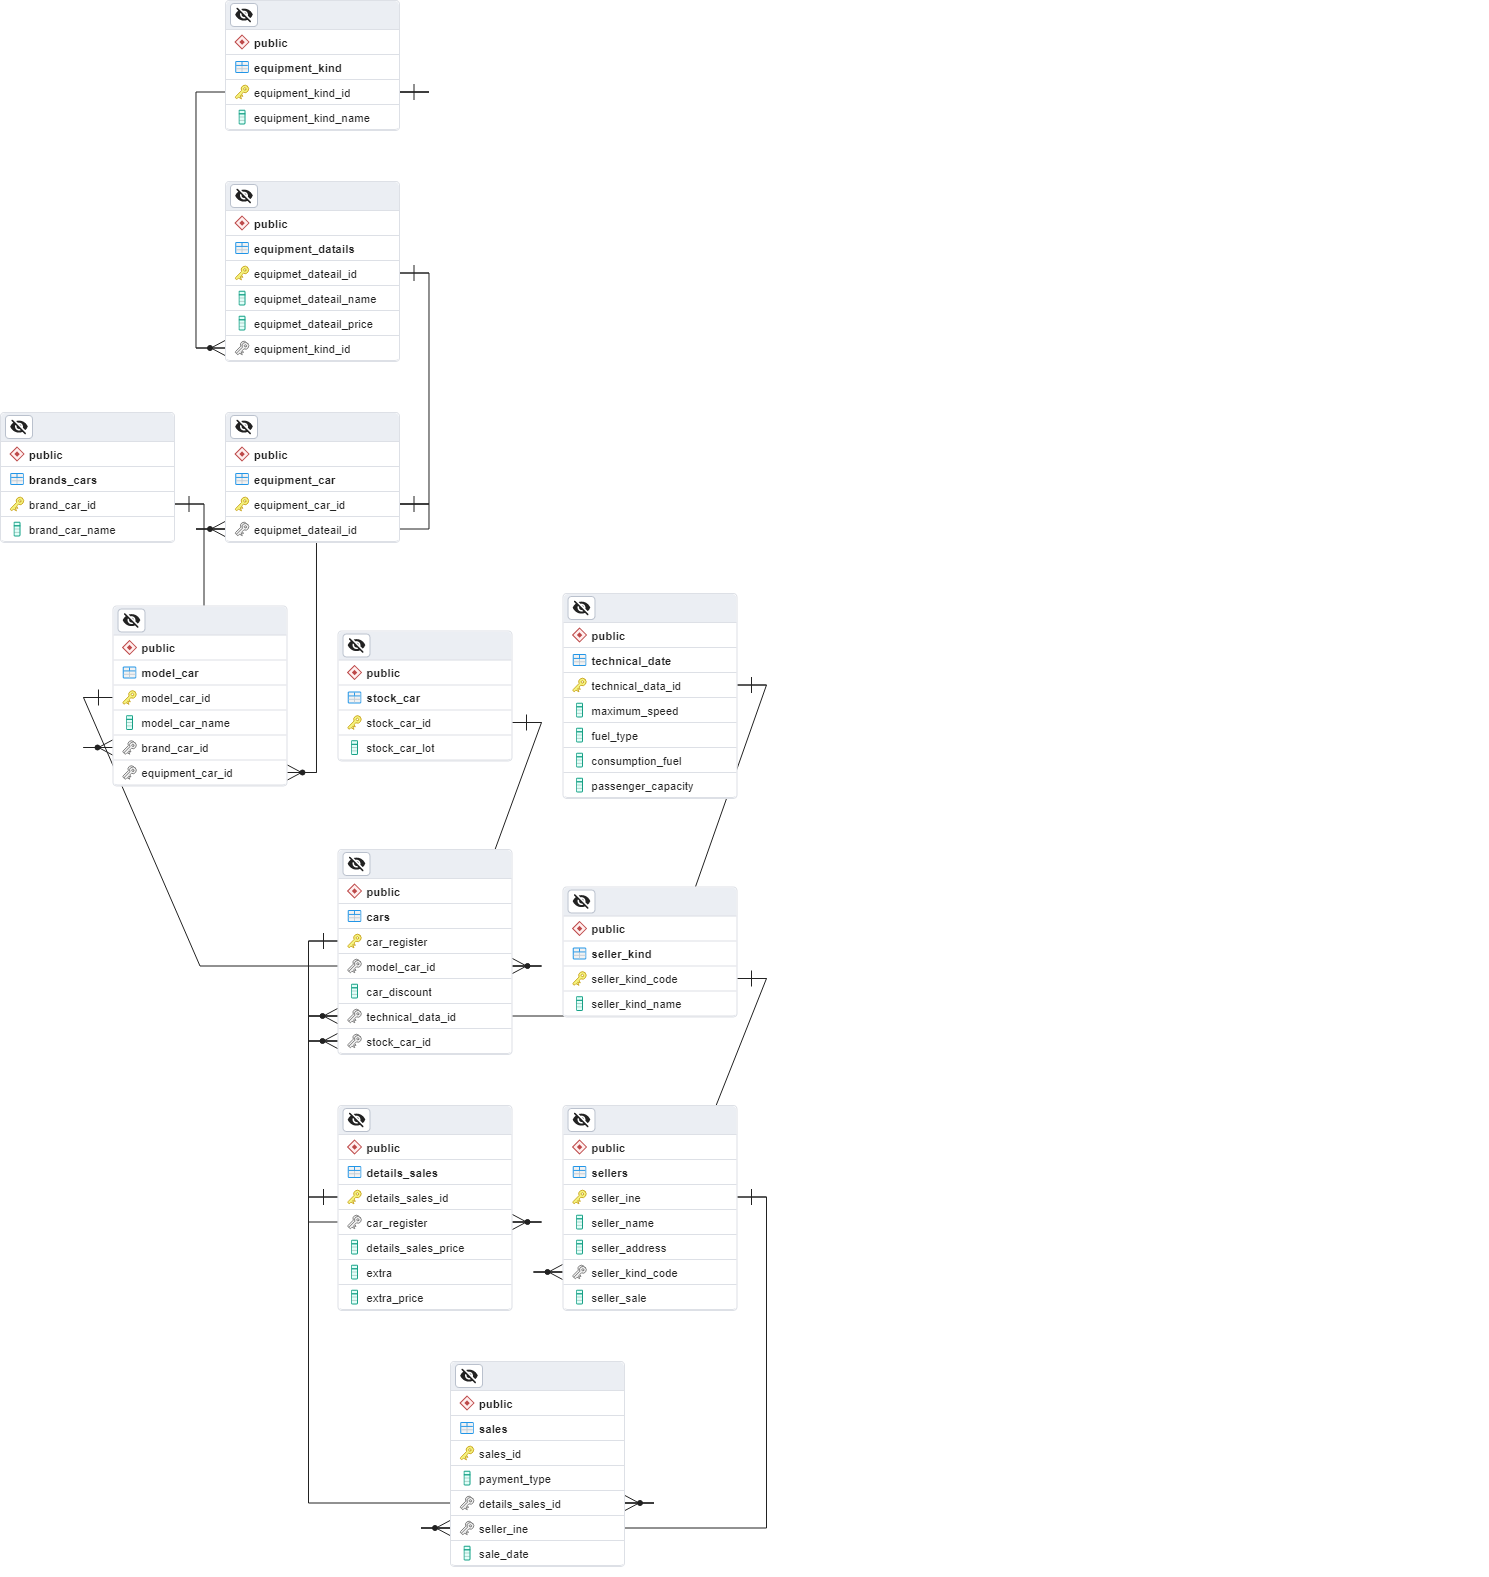 public
equipment_kind
equipment_kind_id
equipment_kind_name
public
equipment_datails
equipmet_dateail_id
equipmet_dateail_name
equipmet_dateail_price
equipment_kind_id
public
brands_cars
brand_car_id
brand_car_name
public
equipment_car
equipment_car_id
equipmet_dateail_id
public
model_car
model_car_id
model_car_name
brand_car_id
equipment_car_id
public
stock_car
stock_car_id
stock_car_lot
public
technical_date
technical_data_id
maximum_speed
fuel_type
consumption_fuel
passenger_capacity
public
cars
car_register
model_car_id
car_discount
technical_data_id
stock_car_id
public
seller_kind
seller_kind_code
seller_kind_name
public
details_sales
details_sales_id
car_register
details_sales_price
extra
extra_price
public
sellers
seller_ine
seller_name
seller_address
seller_kind_code
seller_sale
public
sales
sales_id
payment_type
details_sales_id
seller_ine
sale_date